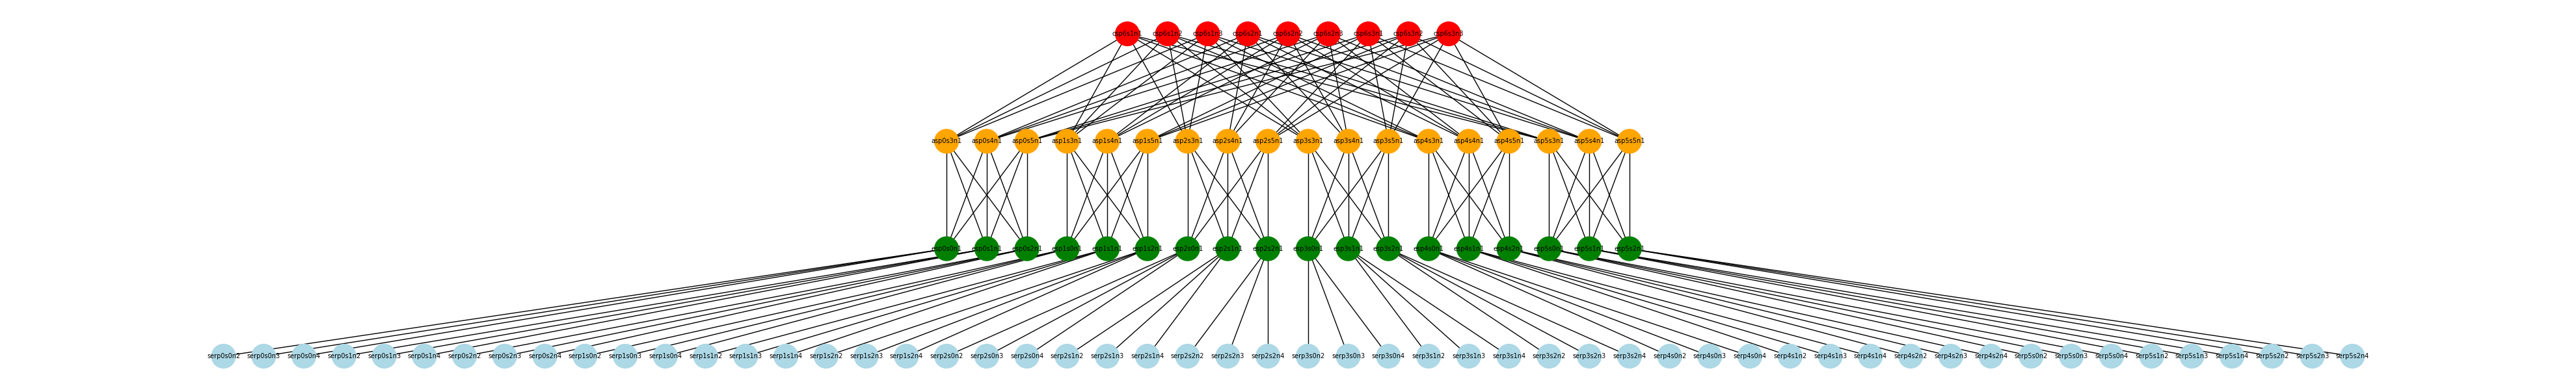 csp6s1n1 csp6s1n2 csp6s1n3 csp6s2n1 csp6s2n2 csp6s2n3 csp6s3n1 csp6s3n2 csp6s3n3
asp0s3n1 asp0s4n1 asp0s5n1 asp1s3n1 asp1s4n1 asp1s5n1 asp2s3n1 asp2s4n1 asp2s5n1 asp3s3n1 asp3s4n1 asp3s5n1 asp4s3n1 asp4s4n1 asp4s5n1 asp5s3n1 asp5s4n1 asp5s5n1
esp0s0n1 esp0s1n1 esp0s2n1 esp1s0n1 esp1s1n1 esp1s2n1 esp2s0n1 esp2s1n1 esp2s2n1 esp3s0n1 esp3s1n1 esp3s2n1 esp4s0n1 esp4s1n1 esp4s2n1 esp5s0n1 esp5s1n1 esp5s2n1
serp0s0n2 serp0s0n3 serp0s0n4 serp0s1n2 serp0s1n3 serp0s1n4 serp0s2n2 serp0s2n3 serp0s2n4 serp1s0n2 serp1s0n3 serp1s0n4 serp1s1n2 serp1s1n3 serp1s1n4 serp1s2n2 serp1s2n3 serp1s2n4 serp2s0n2 serp2s0n3 serp2s0n4 serp2s1n2 serp2s1n3 serp2s1n4 serp2s2n2 serp2s2n3 serp2s2n4 serp3s0n2 serp3s0n3 serp3s0n4 serp3s1n2 serp3s1n3 serp3s1n4 serp3s2n2 serp3s2n3 serp3s2n4 serp4s0n2 serp4s0n3 serp4s0n4 serp4s1n2 serp4s1n3 serp4s1n4 serp4s2n2 serp4s2n3 serp4s2n4 serp5s0n2 serp5s0n3 serp5s0n4 serp5s1n2 serp5s1n3 serp5s1n4 serp5s2n2 serp5s2n3 serp5s2n4